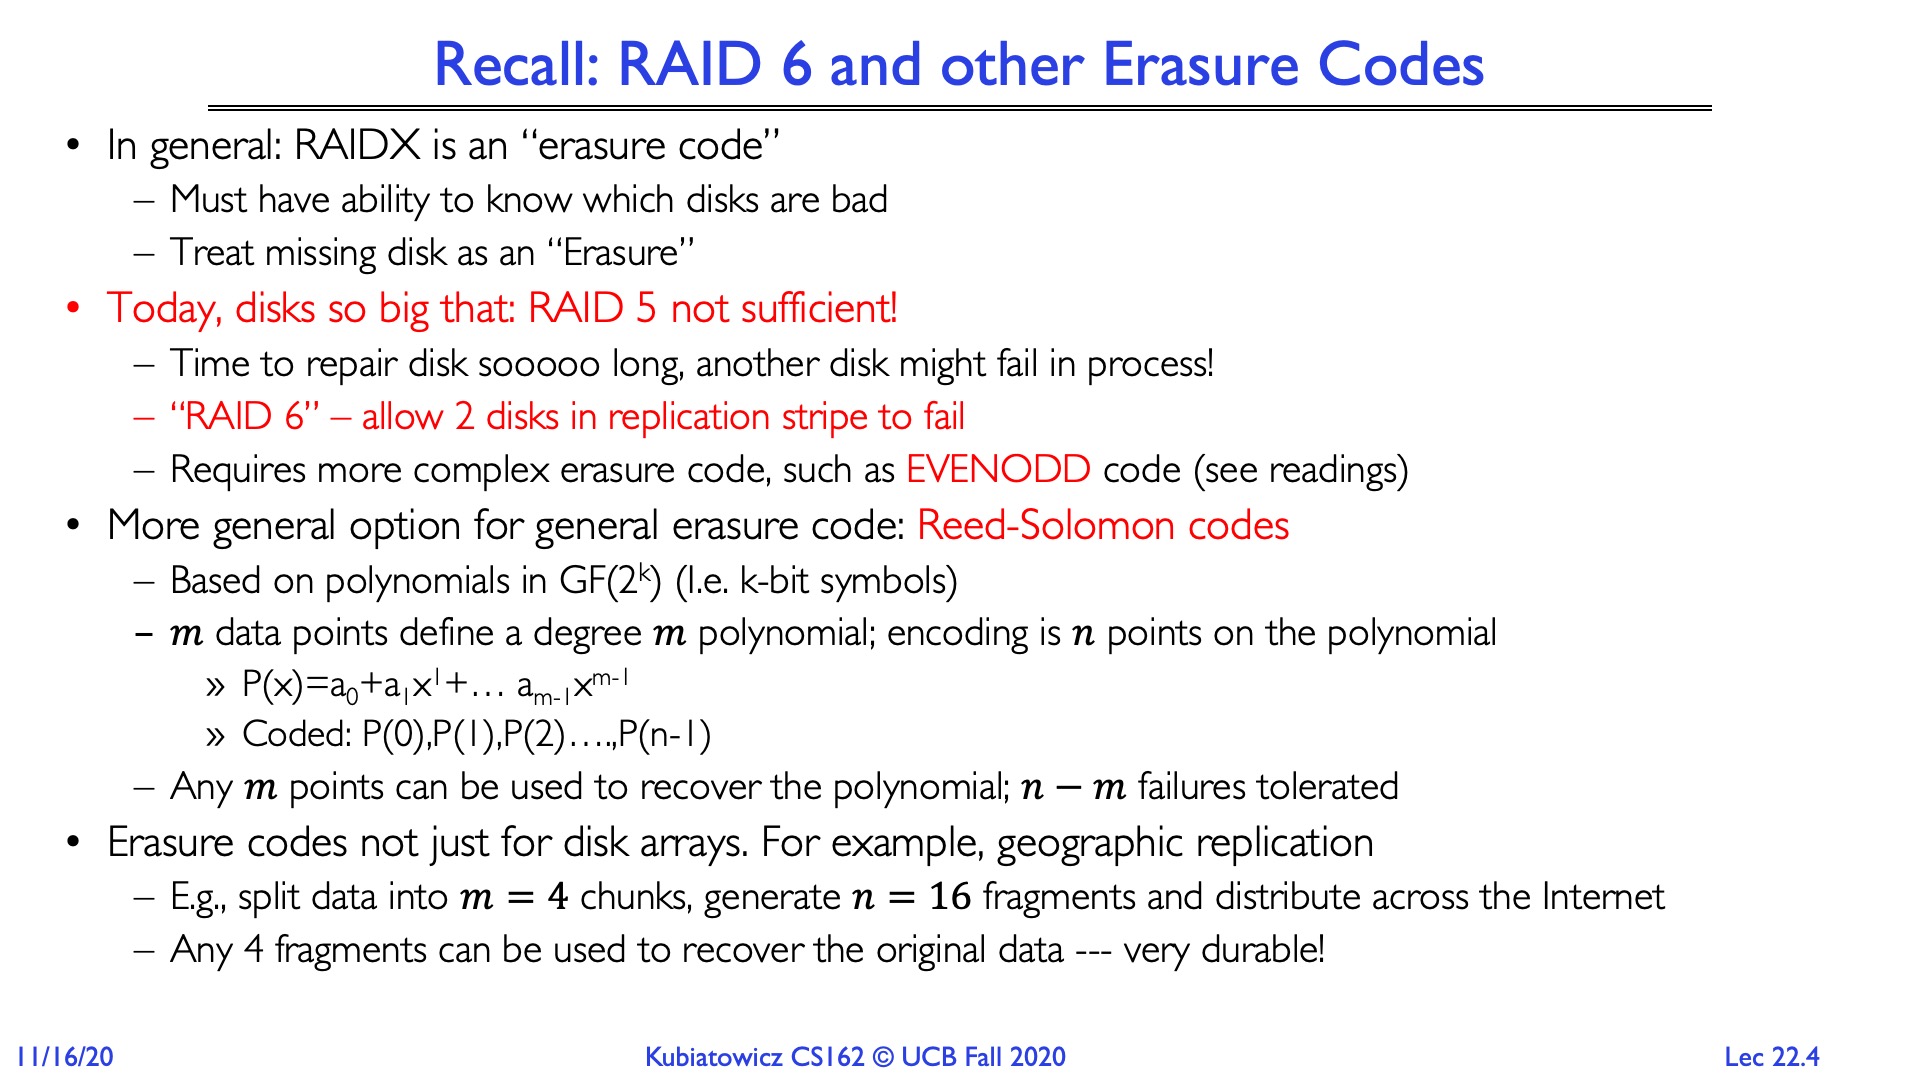 Recall: RAID 6 and other Erasure Codes
• In general: RAIDX is an “erasure code”
– Must have ability to know which disks are bad
– Treat missing disk as an “Erasure”
• Today, disks so big that: RAID 5 not sufficient!
– Time to repair disk sooooo long, another disk might fail in process!
– “RAID 6” – allow 2 disks in replication stripe to fail
– Requires more complex erasure code, such as EVENODD code (see readings)
• More general option for general erasure code: Reed-Solomon codes
– Based on polynomials in GF(2ᵏ) (I.e. k-bit symbols)
– m data points define a degree m polynomial; encoding is n points on the polynomial
» P(x)=a₀+a₁x¹+… aₘ₋₁xᵐ⁻¹
» Coded: P(0),P(1),P(2)….,P(n-1)
– Any m points can be used to recover the polynomial; n − m failures tolerated
• Erasure codes not just for disk arrays. For example, geographic replication
– E.g., split data into m = 4 chunks, generate n = 16 fragments and distribute across the Internet
– Any 4 fragments can be used to recover the original data --- very durable!
11/16/20
Kubiatowicz CS162 © UCB Fall 2020
Lec 22.4